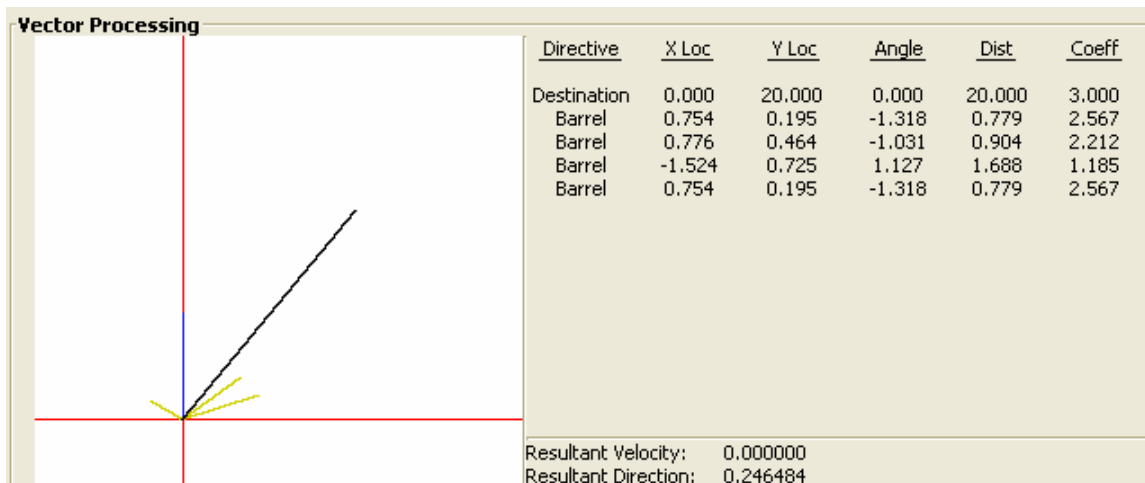 Vector Processing
Directive X Loc Y Loc Angle Dist Coeff
Destination 0.000 20.000 0.000 20.000 3.000
Barrel 0.754 0.195 -1.318 0.779 2.567
Barrel 0.776 0.464 -1.031 0.904 2.212
Barrel -1.524 0.725 1.127 1.688 1.185
Barrel 0.754 0.195 -1.318 0.779 2.567
Resultant Velocity: 0.000000
Resultant Direction: 0.246484